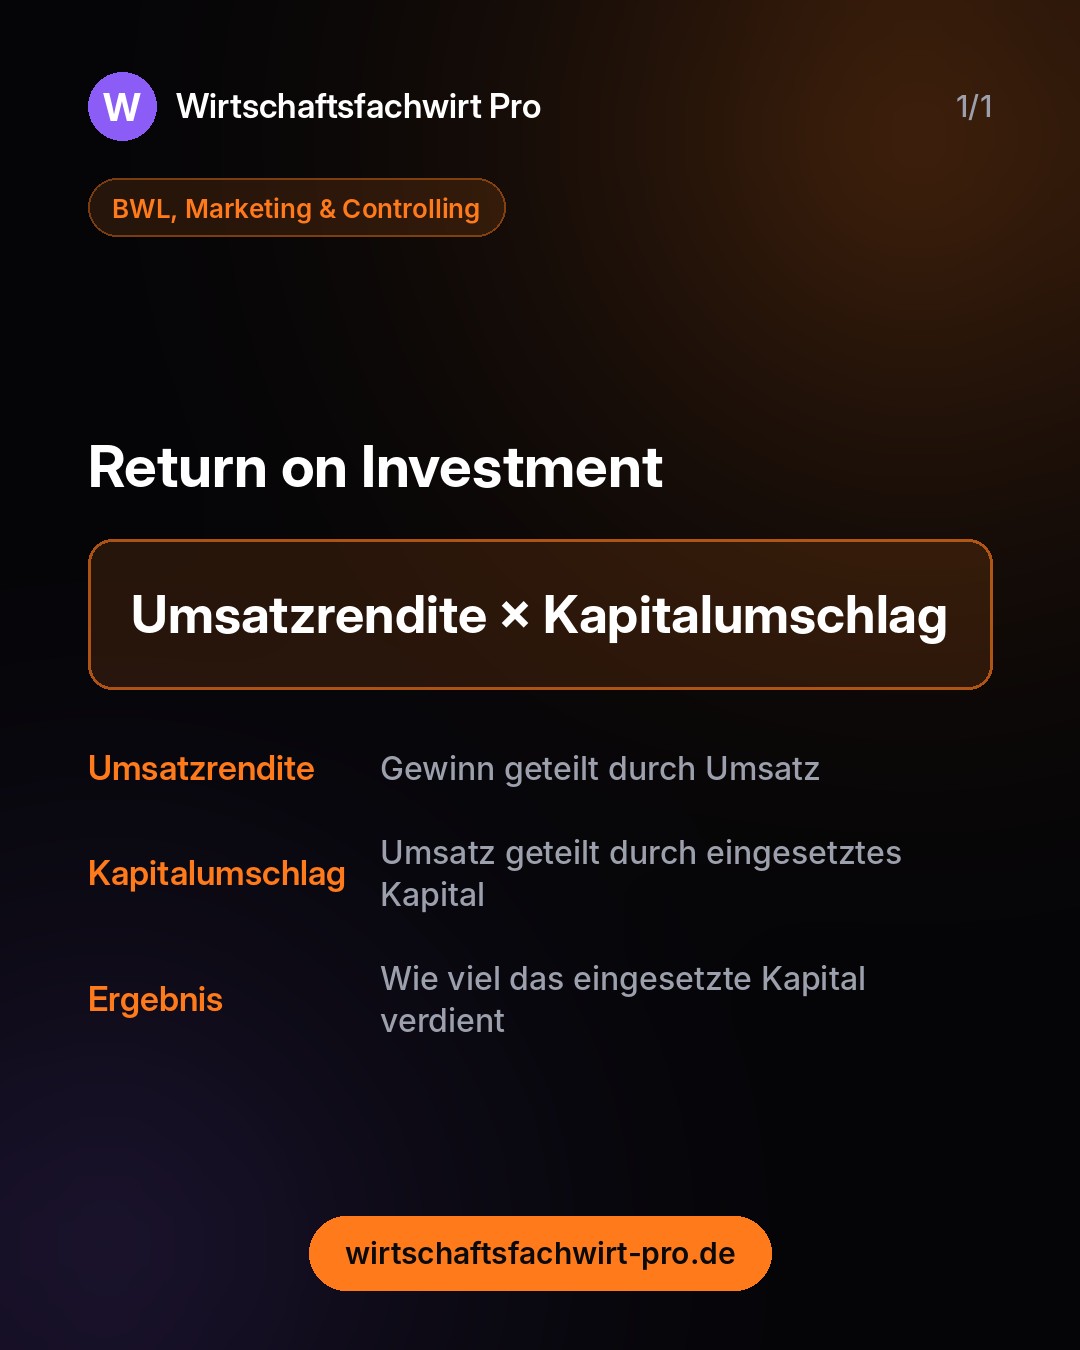 W Wirtschaftsfachwirt Pro
1/1
BWL, Marketing & Controlling
Return on Investment
Umsatzrendite × Kapitalumschlag
Umsatzrendite
Gewinn geteilt durch Umsatz
Kapitalumschlag
Umsatz geteilt durch eingesetztes
Kapital
Ergebnis
Wie viel das eingesetzte Kapital
verdient
wirtschaftsfachwirt-pro.de